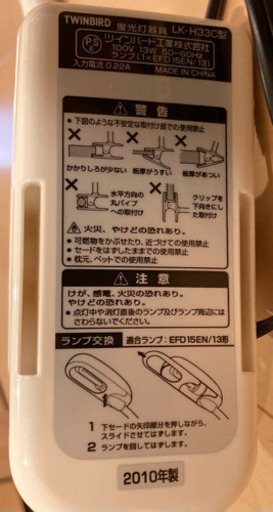 TWINBIRD 蛍光灯器具 LK-H33C型
PS
E
ツインバード工業株式会社
100V 13W 50-60Hz
ランプ(1×EFD15EN/13)
入力電流 0.22A
MADE IN CHINA
警告
●下図のような不安定な取付け部での使用禁止
かかりしろが少ない 板厚がうすい 板厚があつい
水平方向の丸パイプへの取付け
クリップを下向きにした取付け
火災、やけどの恐れあり。
●可燃物をかぶせたり、近づけての使用禁止
●セードをはずしたままでの使用禁止
●枕元、ベットでの使用禁止
注意
けが、感電、火災の恐れあり。
やけどの恐れあり。
●点灯中や消灯直後のランプ及びランプ周辺には
さわらないでください。
ランプ交換 適合ランプ:EFD15EN/13形
1 下セードの矢印部分を押しながら、
スライドさせてはずします。
2 ランプを回してはずします。
2010年製